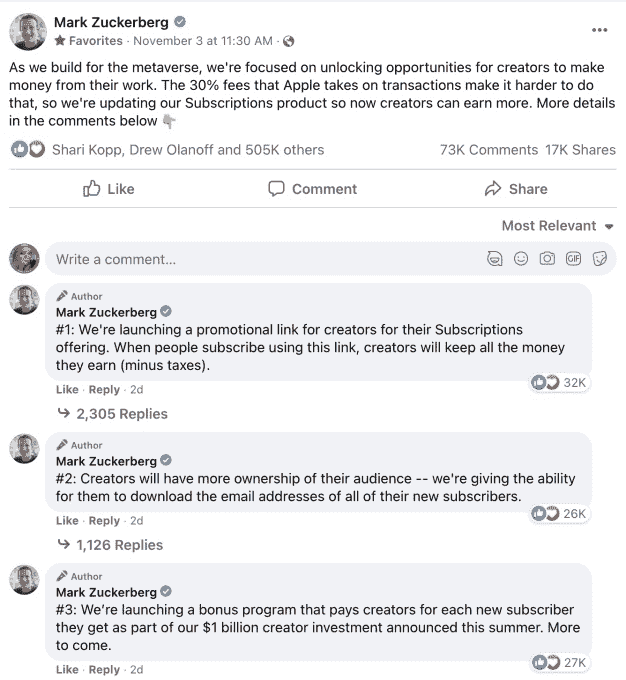 Mark Zuckerberg
Favorites · November 3 at 11:30 AM ·
As we build for the metaverse, we're focused on unlocking opportunities for creators to make
money from their work. The 30% fees that Apple takes on transactions make it harder to do
that, so we're updating our Subscriptions product so now creators can earn more. More details
in the comments below
Shari Kopp, Drew Olanoff and 505K others 73K Comments 17K Shares
Like Comment Share
Most Relevant
Write a comment... GIF
Author
Mark Zuckerberg
#1: We're launching a promotional link for creators for their Subscriptions
offering. When people subscribe using this link, creators will keep all the money
they earn (minus taxes).
32K
Like · Reply · 2d
2,305 Replies
Author
Mark Zuckerberg
#2: Creators will have more ownership of their audience -- we're giving the ability
for them to download the email addresses of all of their new subscribers.
26K
Like · Reply · 2d
1,126 Replies
Author
Mark Zuckerberg
#3: We're launching a bonus program that pays creators for each new subscriber
they get as part of our $1 billion creator investment announced this summer. More
to come.
27K
Like · Reply · 2d